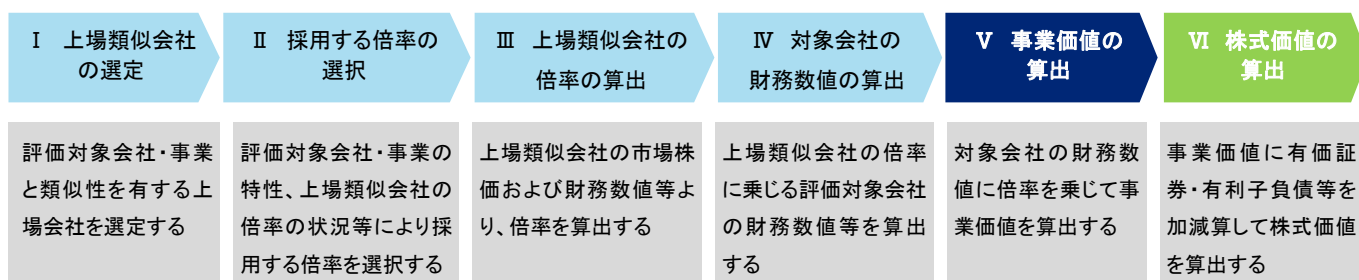 Ⅰ 上場類似会社
の選定
Ⅱ 採用する倍率の
選択
Ⅲ 上場類似会社の
倍率の算出
Ⅳ 対象会社の
財務数値の算出
Ⅴ 事業価値の
算出
Ⅵ 株式価値の
算出
評価対象会社・事業
と類似性を有する上
場会社を選定する
評価対象会社・事業の
特性、上場類似会社の
倍率の状況等により採
用する倍率を選択する
上場類似会社の市場株
価および財務数値等よ
り、倍率を算出する
上場類似会社の倍率
に乗じる評価対象会社
の財務数値等を算出
する
対象会社の財務数
値に倍率を乗じて事
業価値を算出する
事業価値に有価証
券・有利子負債等を
加減算して株式価値
を算出する